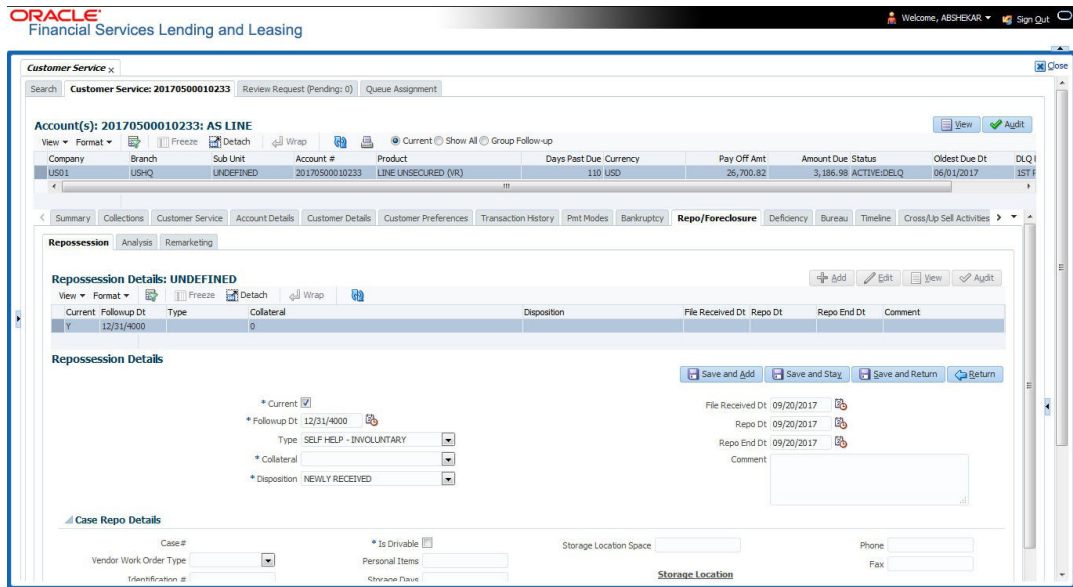 ORACLE
Financial Services Lending and Leasing
Welcome, ABSHEKAR
Sign Out
Customer Service x
Close
Search Customer Service: 20170500010233 Review Request (Pending: 0) Queue Assignment
Account(s): 20170500010233: AS LINE
View Audit
View Format Freeze Detach Wrap Current Show All Group Follow-up
Company Branch Sub Unit Account # Product Days Past Due Currency Pay Off Amt Amount Due Status Oldest Due Dt DLQ
US01 USHQ UNDEFINED 20170500010233 LINE UNSECURED (VR) 110 USD 26,700.82 3,186.98 ACTIVE:DELQ 06/01/2017 1ST
Summary Collections Customer Service Account Details Customer Details Customer Preferences Transaction History Pmt Modes Bankruptcy Repo/Foreclosure Deficiency Bureau Timeline Cross/Up Sell Activities
Repossession Analysis Remarketing
Repossession Details: UNDEFINED
Add Edit View Audit
View Format Freeze Detach Wrap
Current Followup Dt Type Collateral Disposition File Received Dt Repo Dt Repo End Dt Comment
Y 12/31/4000 0
Repossession Details
Save and Add Save and Stay Save and Return Return
* Current
File Received Dt 09/20/2017
* Followup Dt 12/31/4000
Repo Dt 09/20/2017
Type SELF HELP - INVOLUNTARY
Repo End Dt 09/20/2017
* Collateral
Comment
* Disposition NEWLY RECEIVED
Case Repo Details
Case# * Is Drivable Storage Location Space Phone
Vendor Work Order Type Personal Items Fax
Identification # Storage Days Storage Location